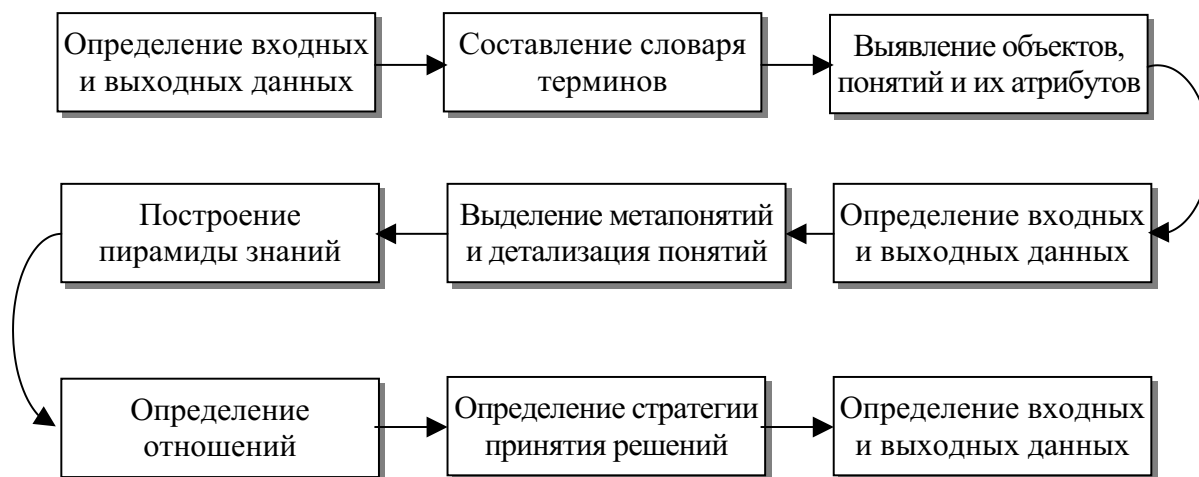 Определение входных
и выходных данных
Составление словаря
терминов
Выявление объектов,
понятий и их атрибутов
Определение входных
и выходных данных
Выделение метапонятий
и детализация понятий
Построение
пирамиды знаний
Определение
отношений
Определение стратегии
принятия решений
Определение входных
и выходных данных